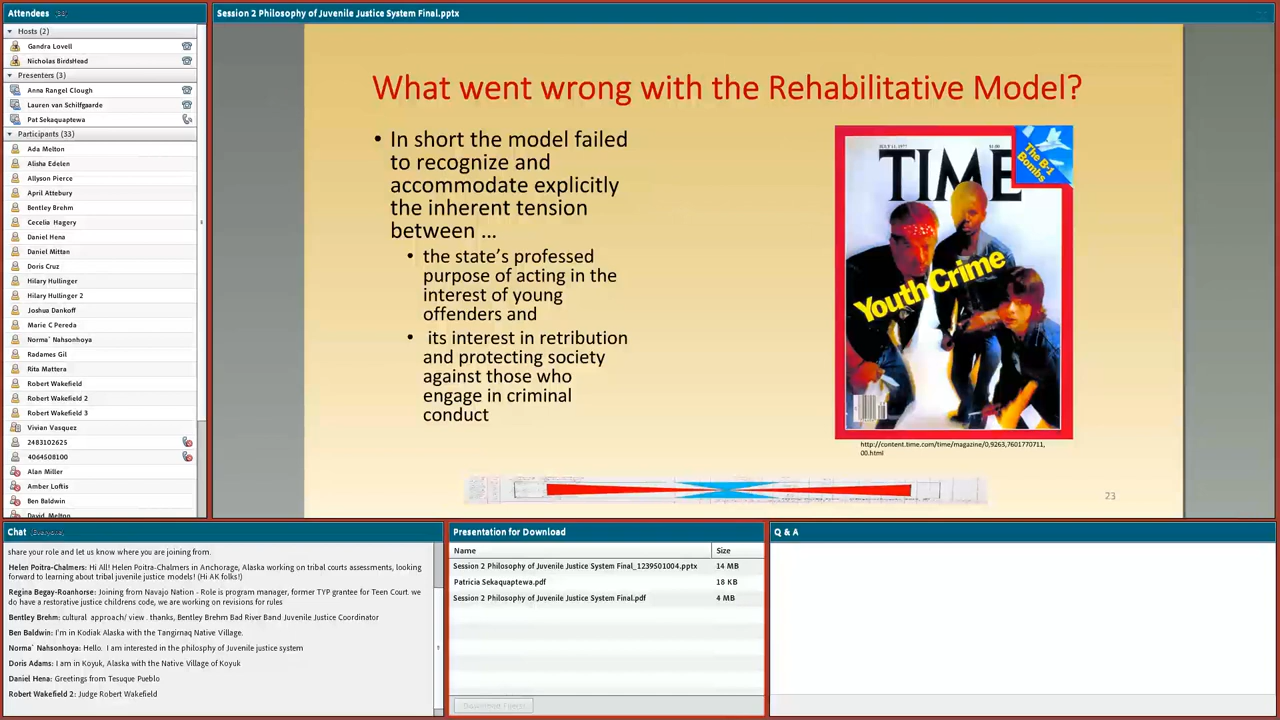 Attendees (38)
Hosts (2)
Gandra Lovell
Nicholas BirdsHead
Presenters (3)
Anna Rangel Clough
Lauren van Schilfgaarde
Pat Sekaquaptewa
Participants (33)
Ada Melton
Alisha Edelen
Allyson Pierce
April Attebury
Bentley Brehm
Cecelia Hagery
Daniel Hena
Daniel Mittan
Doris Cruz
Hilary Hullinger
Hilary Hullinger 2
Joshua Dankoff
Marie C Pereda
Norma` Nahsonhoya
Radames Gil
Rita Mattera
Robert Wakefield
Robert Wakefield 2
Robert Wakefield 3
Vivian Vasquez
2483102625
4064508100
Alan Miller
Amber Loftis
Ben Baldwin
David Melton
Session 2 Philosophy of Juvenile Justice System Final.pptx
What went wrong with the Rehabilitative Model?
• In short the model failed
to recognize and
accommodate explicitly
the inherent tension
between ...
• the state's professed
purpose of acting in the
interest of young
offenders and
• its interest in retribution
and protecting society
against those who
engage in criminal
conduct
JULY 11, 1977 $1.00
TIME
The B-1
Bombs
Youth Crime
http://content.time.com/time/magazine/0,9263,7601770711,
00.html
23
Chat (Everyone)
share your role and let us know where you are joining from.
Helen Poitra-Chalmers: Hi All! Helen Poitra-Chalmers in Anchorage, Alaska working on tribal courts assessments, looking
forward to learning about tribal juvenile justice models! (Hi AK folks!)
Regina Begay-Roanhorse: Joining from Navajo Nation - Role is program manager, former TYP grantee for Teen Court. we
do have a restorative justice childrens code, we are working on revisions for rules
Bentley Brehm: cultural approach/ view . thanks, Bentley Brehm Bad River Band Juvenile Justice Coordinator
Ben Baldwin: I'm in Kodiak Alaska with the Tangirnaq Native Village.
Norma` Nahsonhoya: Hello. I am interested in the philosphy of Juvenile justice system
Doris Adams: I am in Koyuk, Alaska with the Native Village of Koyuk
Daniel Hena: Greetings from Tesuque Pueblo
Robert Wakefield 2: Judge Robert Wakefield
Presentation for Download
Name Size
Session 2 Philosophy of Juvenile Justice System Final_1239501004.pptx 14 MB
Patricia Sekaquaptewa.pdf 18 KB
Session 2 Philosophy of Juvenile Justice System Final.pdf 4 MB
Q & A